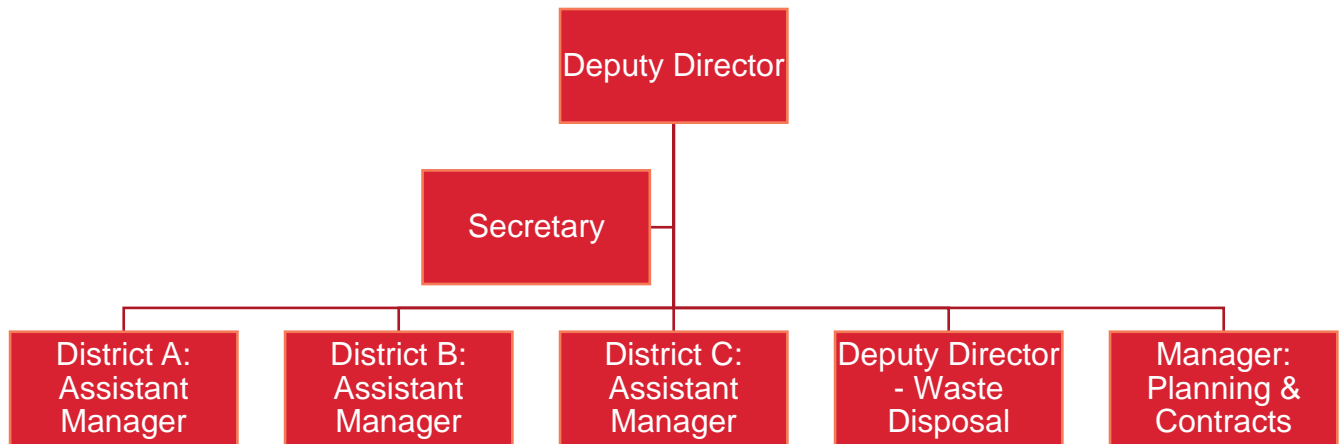 Deputy Director
Secretary
District A:
Assistant
Manager
District B:
Assistant
Manager
District C:
Assistant
Manager
Deputy Director
- Waste
Disposal
Manager:
Planning &
Contracts